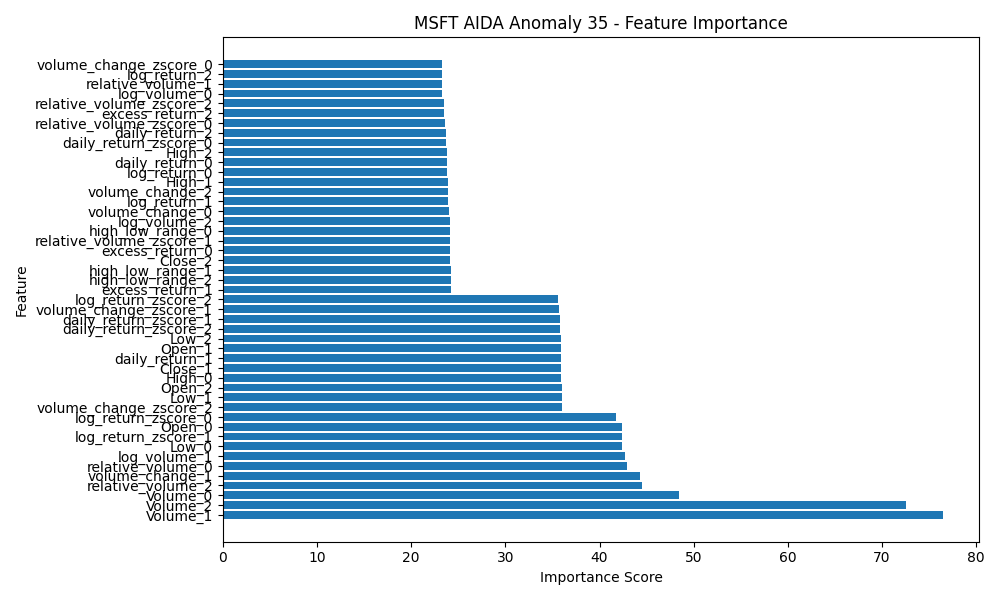 MSFT AIDA Anomaly 35 - Feature Importance
volume_change_zscore_0
log_return_2
relative_volume_1
log_volume_0
relative_volume_zscore_2
excess_return_2
relative_volume_zscore_0
daily_return_2
daily_return_zscore_0
High_2
daily_return_0
log_return_0
High_1
volume_change_2
log_return_1
volume_change_0
log_volume_2
high_low_range_0
relative_volume_zscore_1
excess_return_0
Close_2
high_low_range_1
high_low_range_2
excess_return_1
log_return_zscore_2
volume_change_zscore_1
daily_return_zscore_1
daily_return_zscore_2
Low_2
Open_1
daily_return_1
Close_1
High_0
Open_2
Low_1
volume_change_zscore_2
log_return_zscore_0
Open_0
log_return_zscore_1
Low_0
log_volume_1
relative_volume_0
volume_change_1
relative_volume_2
Volume_0
Volume_2
Volume_1
Feature
0 10 20 30 40 50 60 70 80
Importance Score